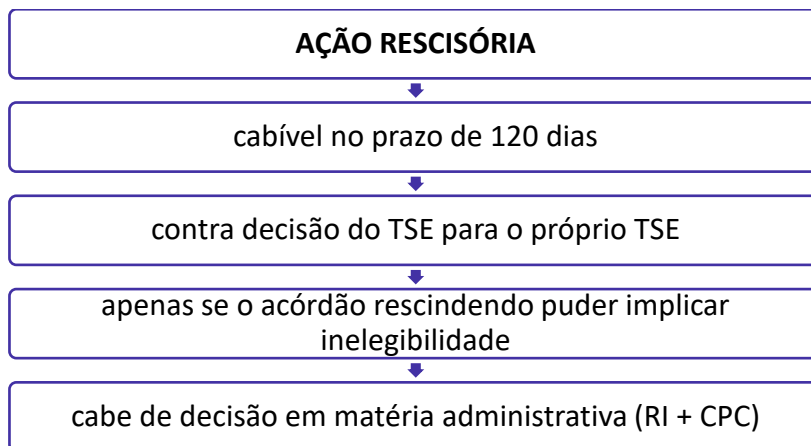 AÇÃO RESCISÓRIA
cabível no prazo de 120 dias
contra decisão do TSE para o próprio TSE
apenas se o acórdão rescindendo puder implicar
inelegibilidade
cabe de decisão em matéria administrativa (RI + CPC)